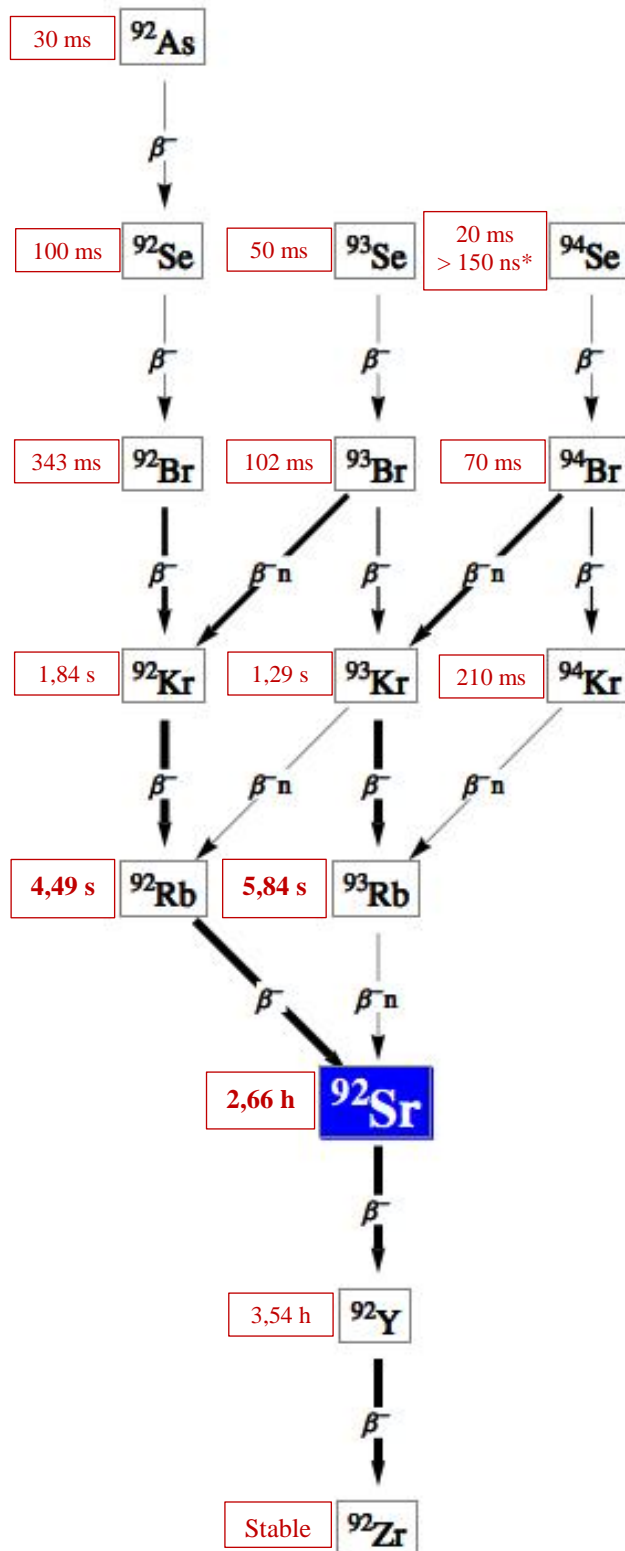 30 ms ⁹²As
β⁻
100 ms ⁹²Se 50 ms ⁹³Se 20 ms
> 150 ns* ⁹⁴Se
β⁻ β⁻ β⁻
343 ms ⁹²Br 102 ms ⁹³Br 70 ms ⁹⁴Br
β⁻ β⁻n β⁻ β⁻n β⁻
1,84 s ⁹²Kr 1,29 s ⁹³Kr 210 ms ⁹⁴Kr
β⁻ β⁻n β⁻ β⁻n
4,49 s ⁹²Rb 5,84 s ⁹³Rb
β⁻ β⁻n
2,66 h ⁹²Sr
β⁻
3,54 h ⁹²Y
β⁻
Stable ⁹²Zr